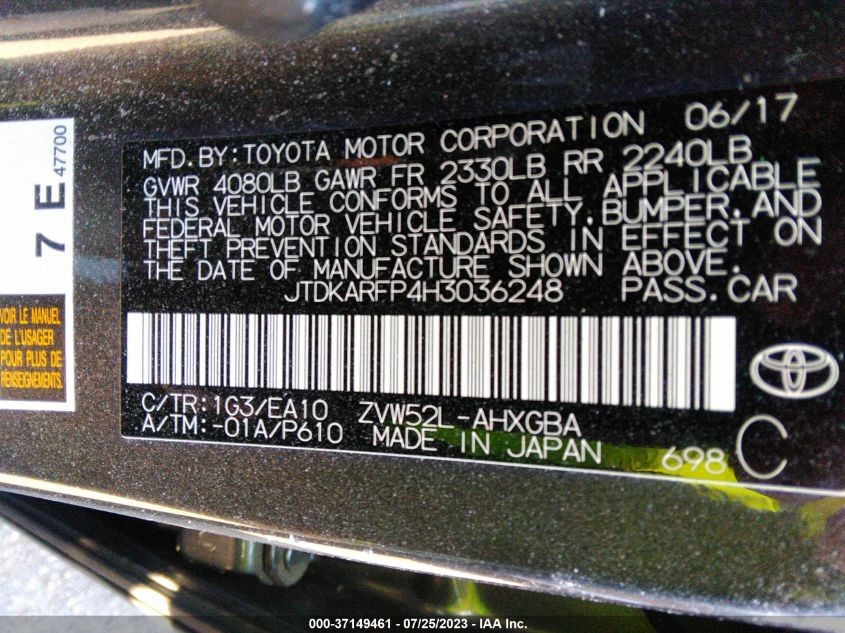 06/17
MFD.BY:TOYOTA MOTOR CORPORATION
GVWR 4080LB GAWR FR 2330LB RR 2240LB
THIS VEHICLE CONFORMS TO ALL APPLICABLE
FEDERAL MOTOR VEHICLE SAFETY,BUMPER,AND
THEFT PREVENTION STANDARDS IN EFFECT ON
THE DATE OF MANUFACTURE SHOWN ABOVE.
JTDKARFP4H3036248 PASS.CAR
C/TR:1G3/EA10 ZVW52L-AHXGBA
A/TM:-01A/P610 MADE IN JAPAN 698 C
7 E 47700
VOIR LE MANUEL
DE L'USAGER
POUR PLUS DE
RENSEIGNEMENTS.
000-37149461 - 07/25/2023 - IAA Inc.